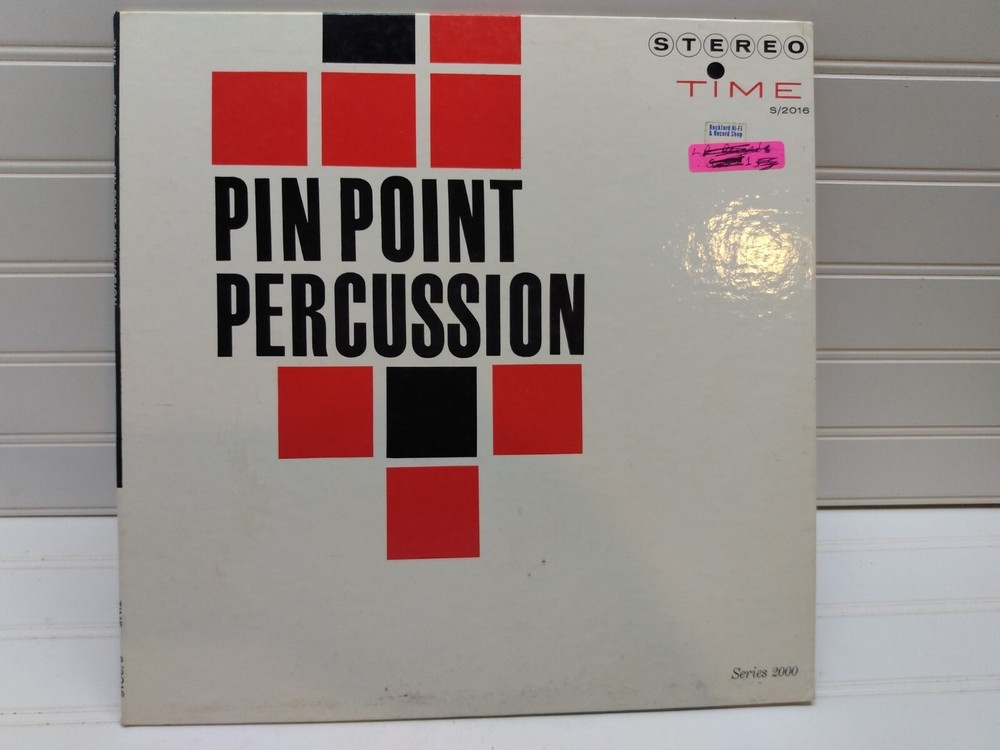 STEREO
TiME
S/2016
Rockford Hi-Fi
& Record Shop
PIN POINT
PERCUSSION
Series 2000